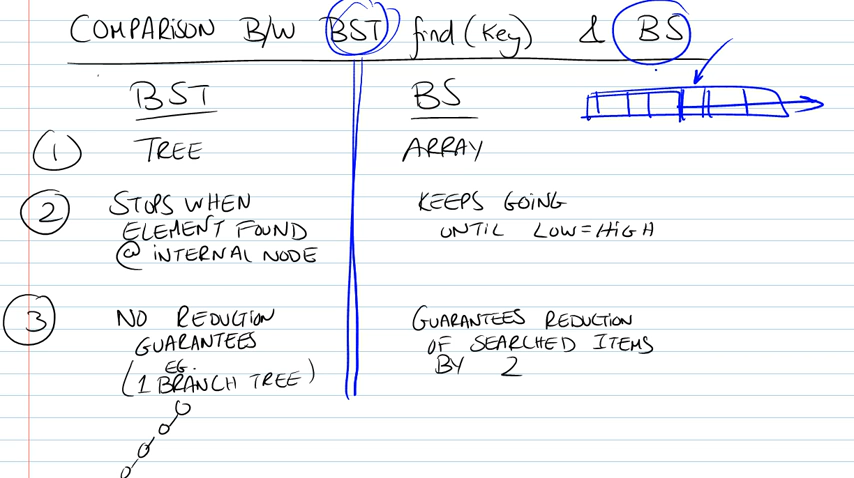 COMPARISON B/W BST find(key) & BS
BST BS
1 TREE ARRAY
2 STOPS WHEN
ELEMENT FOUND
@ INTERNAL NODE
KEEPS GOING
UNTIL LOW=HIGH
3 NO REDUCTION
GUARANTEES
EG.
(1 BRANCH TREE)
GUARANTEES REDUCTION
OF SEARCHED ITEMS
BY 2